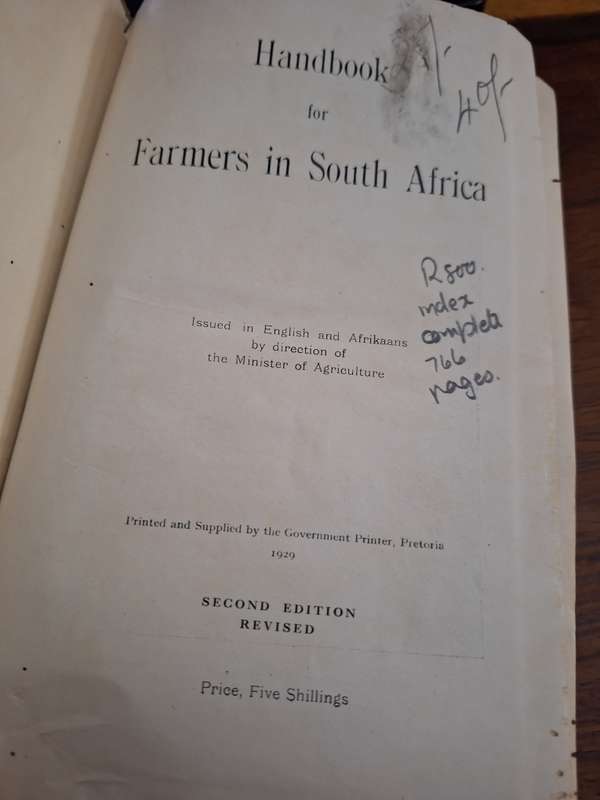 Handbook
for
Farmers in South Africa
40/-
R800.
index
complete
766
pages.
Issued in English and Afrikaans
by direction of
the Minister of Agriculture
Printed and Supplied by the Government Printer, Pretoria
1929
SECOND EDITION
REVISED
Price, Five Shillings